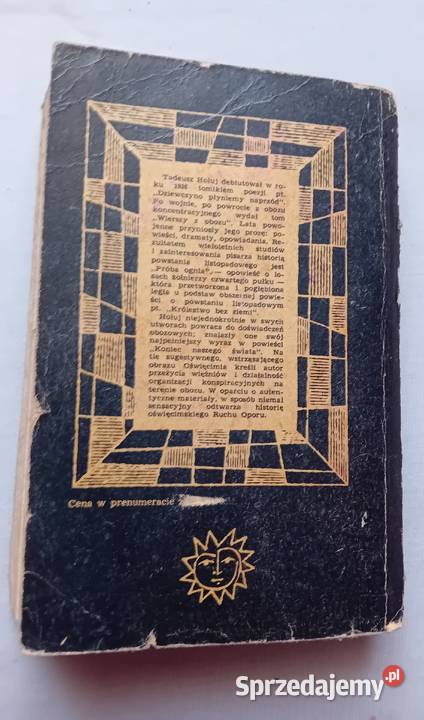 Tadeusz Hołuj debiutował w ro-
ku 1936 tomikiem poezji pt.
„Dziewczyno płyniemy naprzód".
Po wojnie, po powrocie z obozu
koncentracyjnego wydał tom
„Wierszy z obozu". Lata powo-
jenne przyniosły jego prozę: po-
wieści, dramaty, opowiadania. Re-
zultatem wieloletnich studiów
i zainteresowania pisarza historią
powstania listopadowego jest
„Próba ognia", — opowieść o lo-
sach żołnierzy czwartego pułku —
która przetworzona i pogłębiona
legła u podstaw obszernej powie-
ści o powstaniu listopadowym
pt. „Królestwo bez ziemi".
Hołuj niejednokrotnie w swych
utworach powraca do doświadczeń
obozowych; znalazły one swój
najpełniejszy wyraz w powieści
„Koniec naszego świata". Na
tle sugestywnego, wstrząsającego
obrazu Oświęcimia kreśli autor
przeżycia więźniów i działalność
organizacji konspiracyjnych na
terenie obozu. W oparciu o auten-
tyczne materiały, w sposób niemal
sensacyjny odtwarza historię
oświęcimskiego Ruchu Oporu.
Cena w prenumeracie
Sprzedajemy.pl